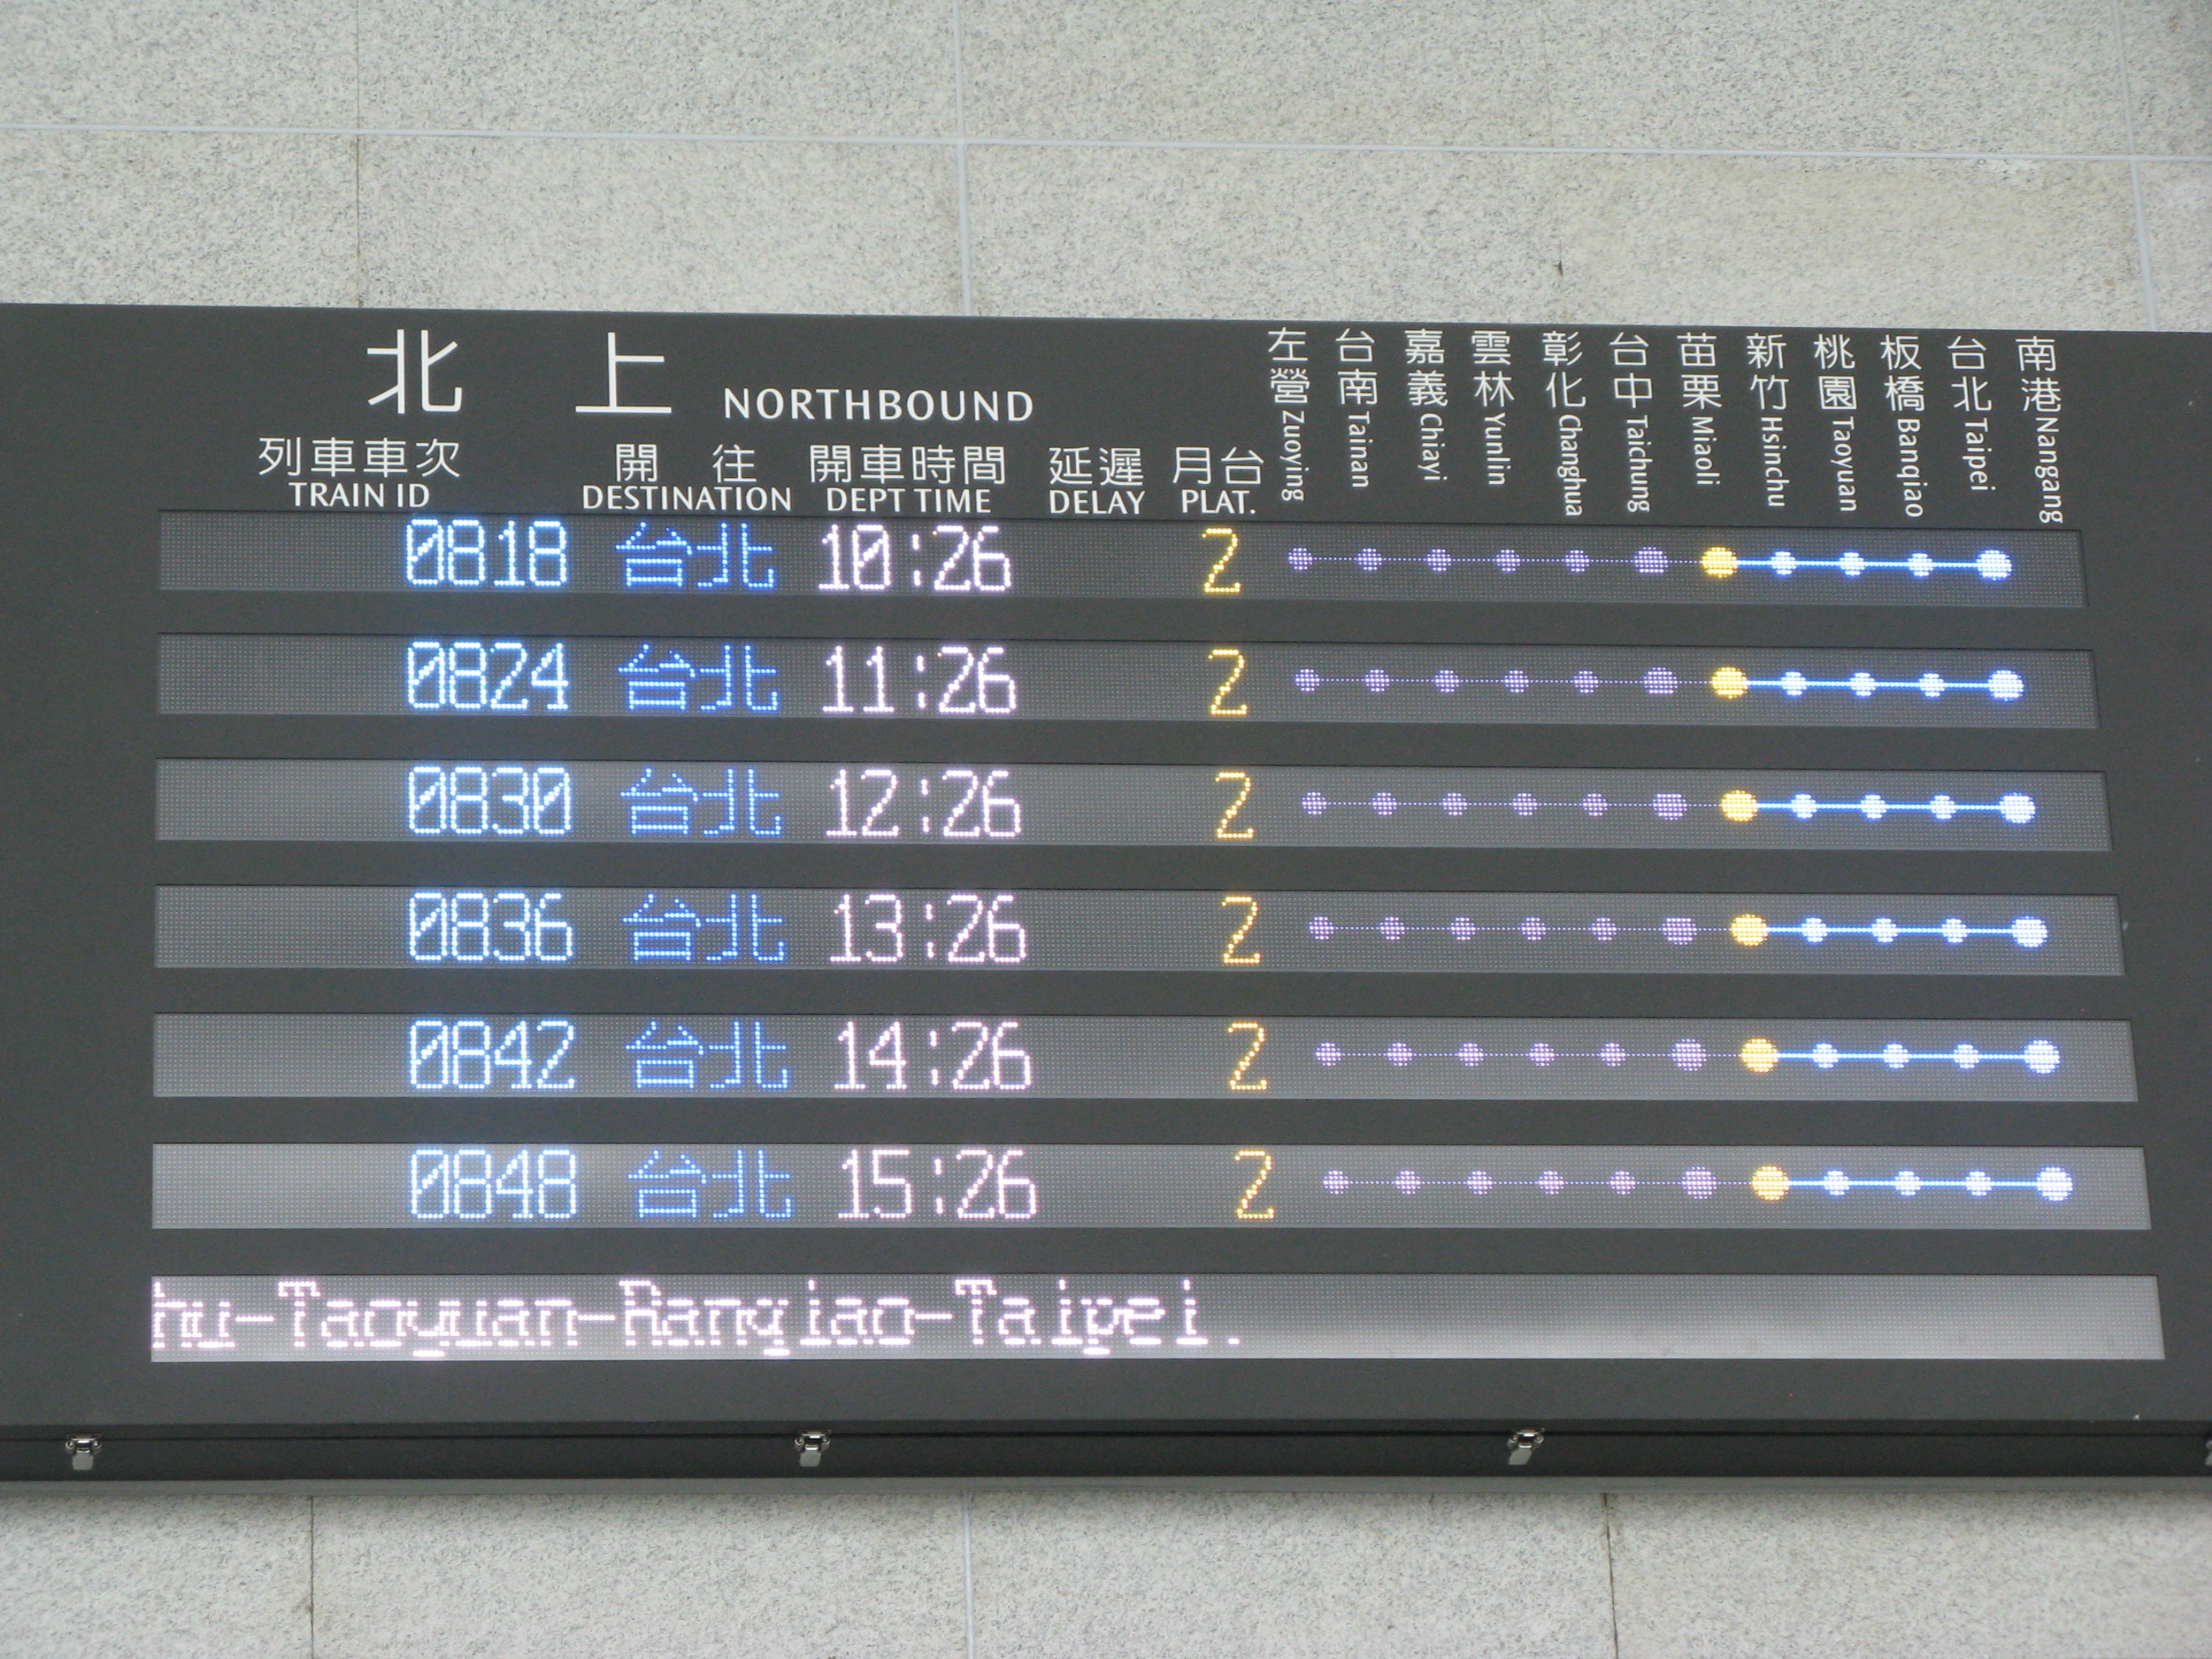 北上 NORTHBOUND
列車車次 開往 開車時間 延遲 月台
TRAIN ID DESTINATION DEPT TIME DELAY PLAT.
左營 Zuoying
台南 Tainan
嘉義 Chiayi
雲林 Yunlin
彰化 Changhua
台中 Taichung
苗栗 Miaoli
新竹 Hsinchu
桃園 Taoyuan
板橋 Banqiao
台北 Taipei
南港 Nangang
0818 台北 10:26 2
0824 台北 11:26 2
0830 台北 12:26 2
0836 台北 13:26 2
0842 台北 14:26 2
0848 台北 15:26 2
hu-Taoyuan-Banqiao-Taipei.